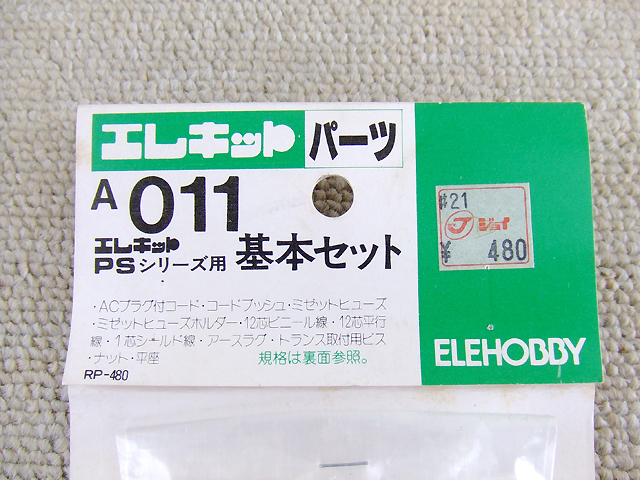 エレキット パーツ
A 011
エレキット
PSシリーズ用 基本セット
・ACプラグ付コード・コードブッシュ・ミゼットヒューズ
・ミゼットヒューズホルダー・12芯ビニール線・12芯平行
線・1芯シールド線・アースラグ・トランス取付用ビス
・ナット・平座 規格は裏面参照。
RP-480
#21
J ジョイ
¥ 480
ELEHOBBY